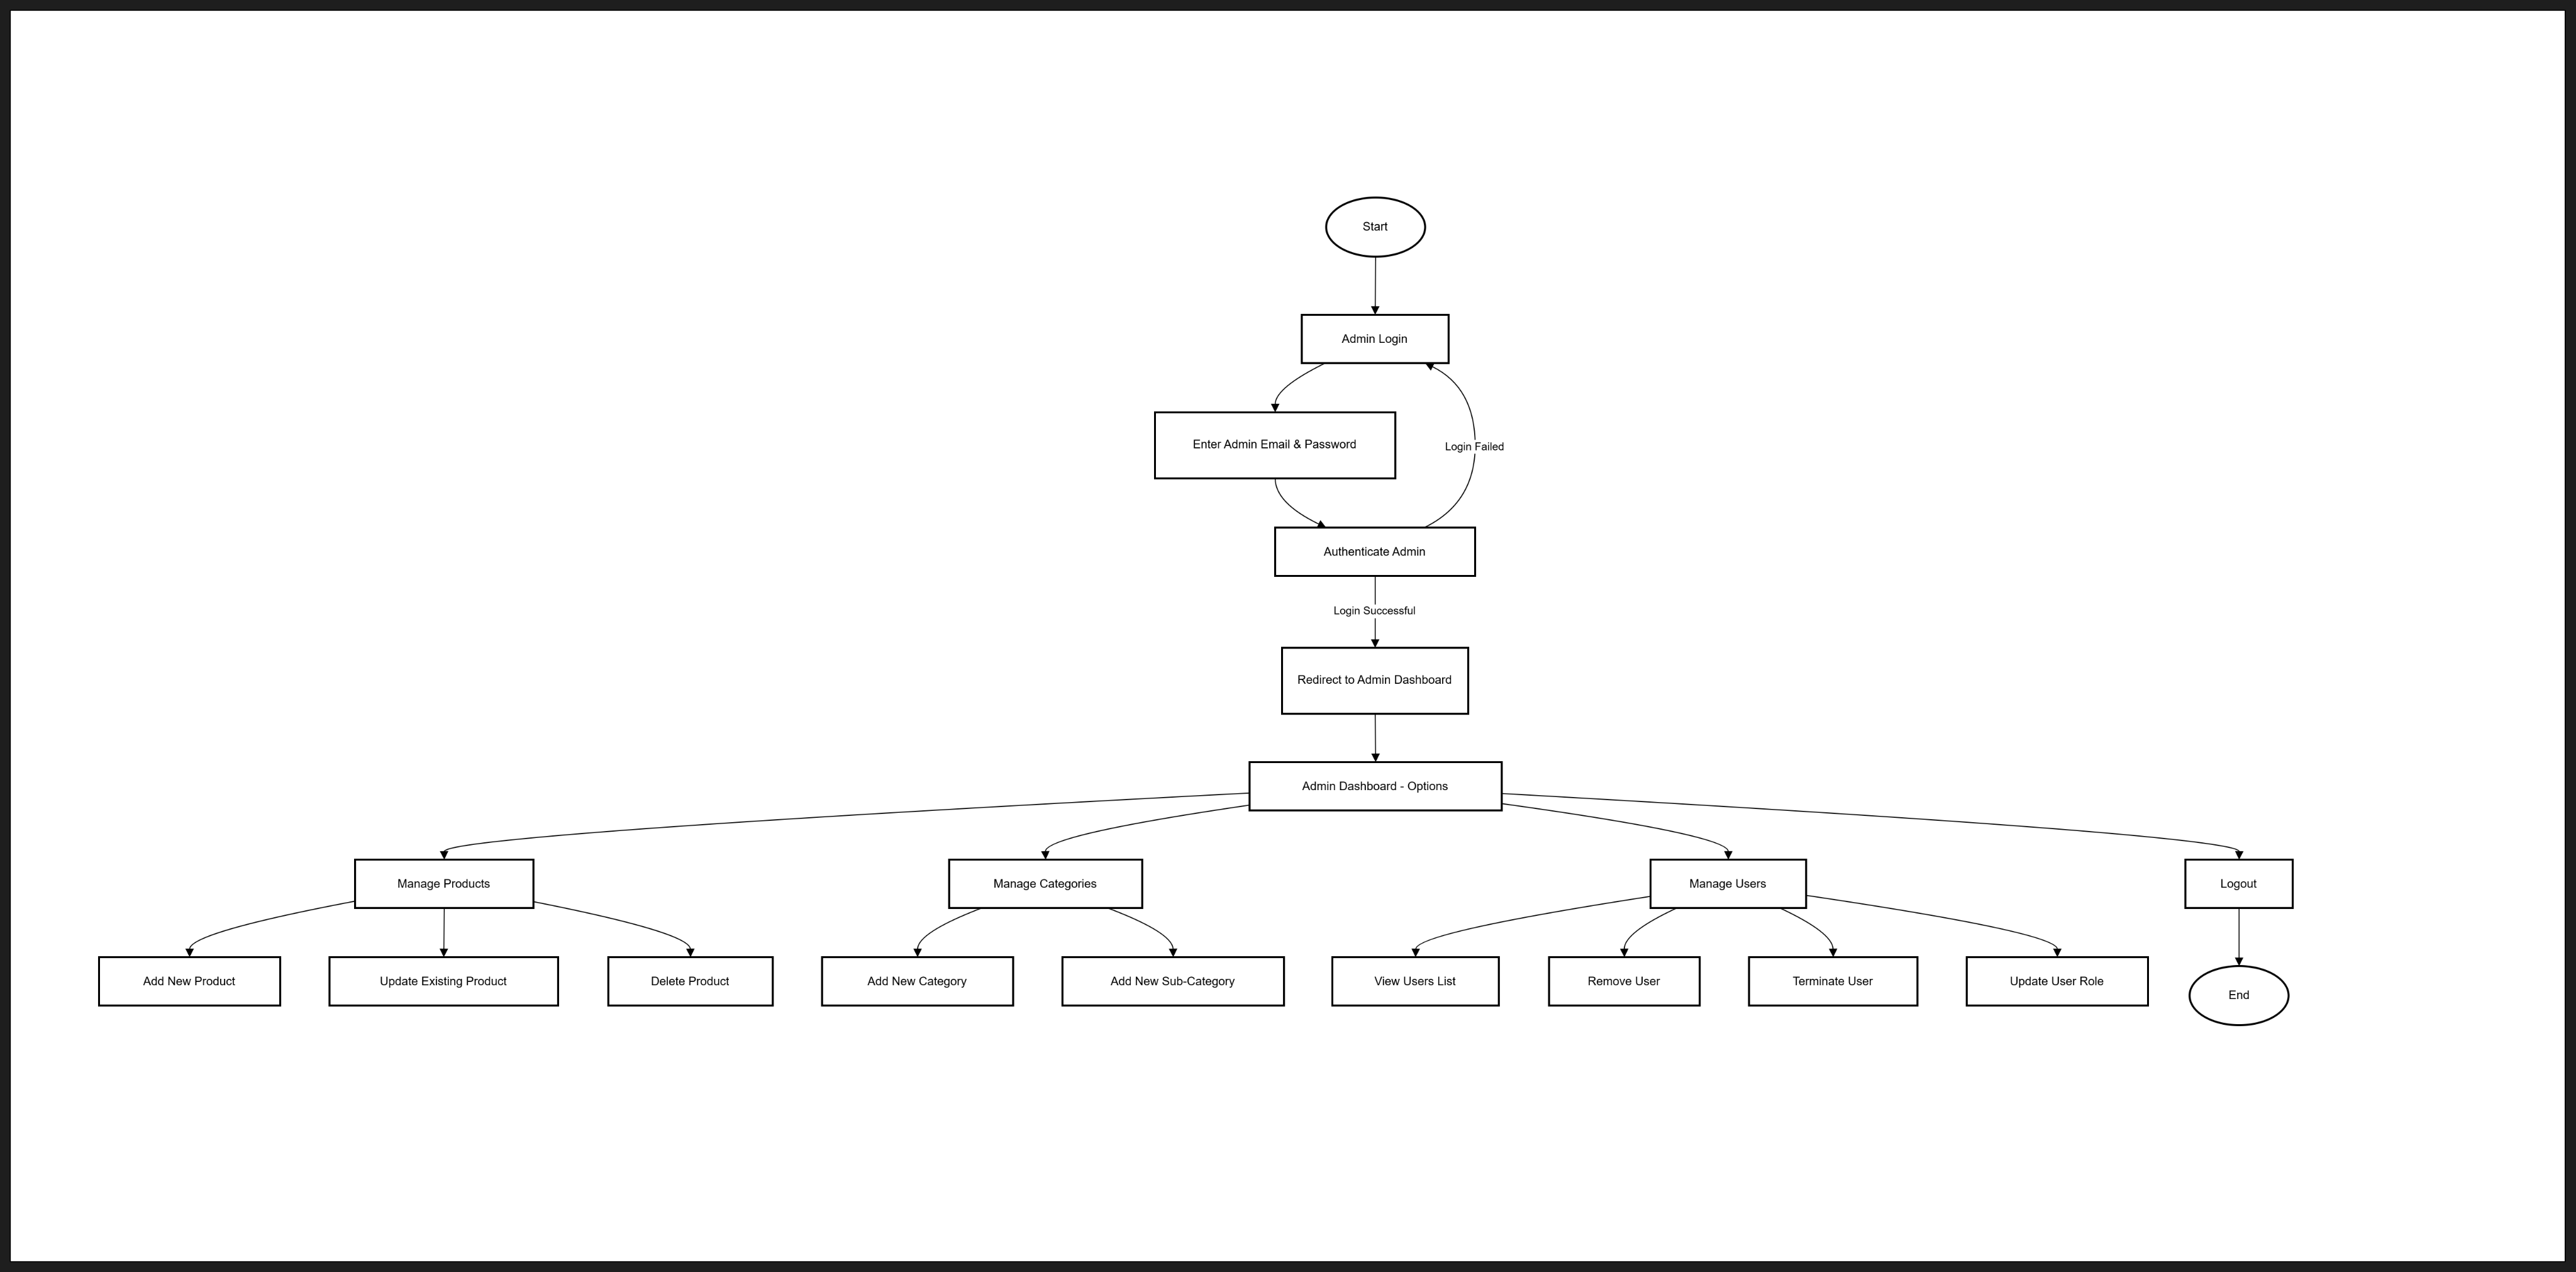 Start
Admin Login
Enter Admin Email & Password
Login Failed
Authenticate Admin
Login Successful
Redirect to Admin Dashboard
Admin Dashboard - Options
Manage Products
Manage Categories
Manage Users
Logout
Add New Product
Update Existing Product
Delete Product
Add New Category
Add New Sub-Category
View Users List
Remove User
Terminate User
Update User Role
End